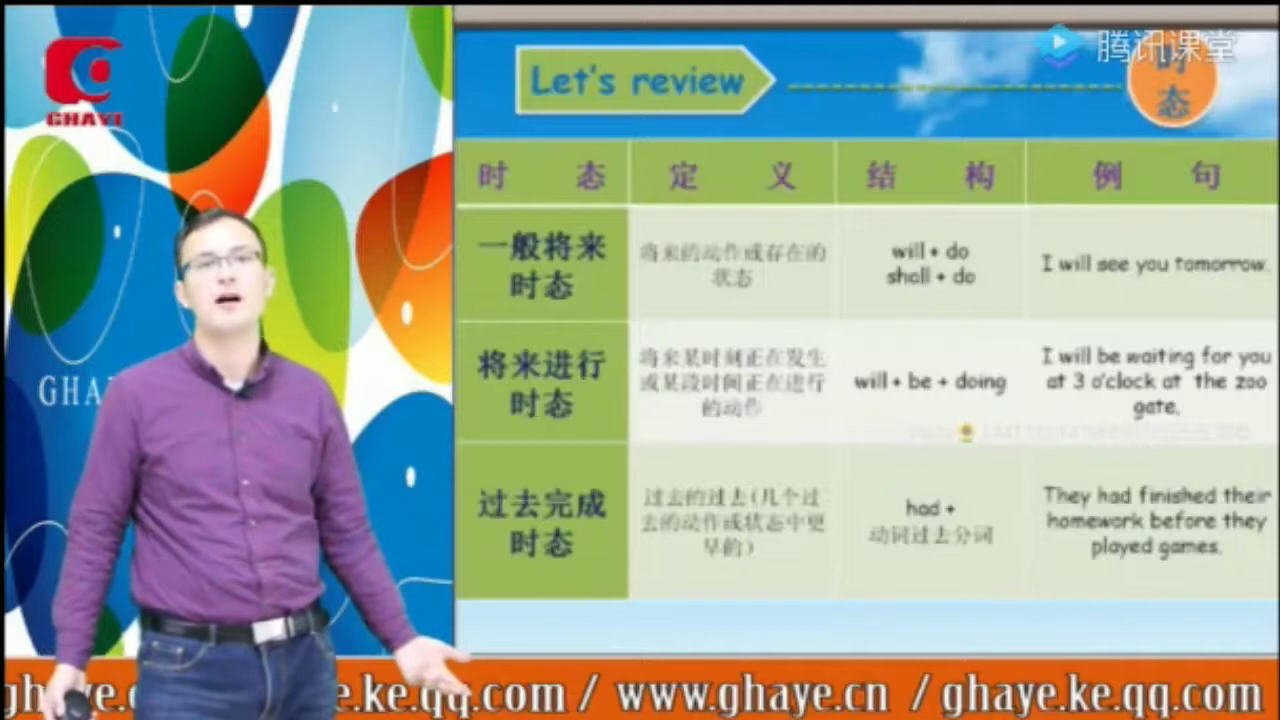 GHAYE
GHA
腾讯课堂
Let's review
时态
时 态 定 义 结 构 例 句
一般将来
时态
将来的动作或存在的
状态
will + do
shall + do
I will see you tomorrow.
将来进行
时态
将来某时刻正在发生
或某段时间正在进行
的动作
will + be + doing
I will be waiting for you
at 3 o'clock at the zoo
gate.
过去完成
时态
过去的过去(几个过
去的动作或状态中更
早的)
had +
动词过去分词
They had finished their
homework before they
played games.
ghaye.c e.ke.qq.com / www.ghaye.cn / ghaye.ke.qq.com